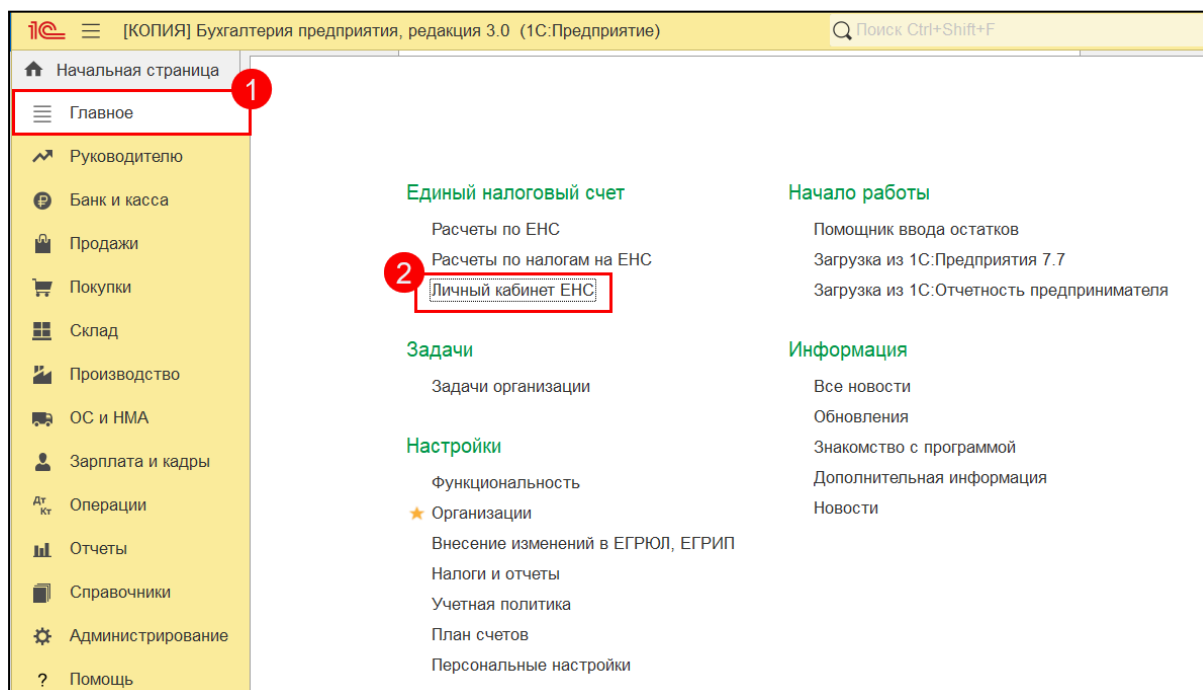 1С [КОПИЯ] Бухгалтерия предприятия, редакция 3.0 (1С:Предприятие) Поиск Ctrl+Shift+F
Начальная страница
1
Главное
Руководителю
Банк и касса
Продажи
Покупки
Склад
Производство
ОС и НМА
Зарплата и кадры
Дт
Кт
Операции
Отчеты
Справочники
Администрирование
? Помощь
Единый налоговый счет
Расчеты по ЕНС
Расчеты по налогам на ЕНС
2
Личный кабинет ЕНС
Задачи
Задачи организации
Настройки
Функциональность
Организации
Внесение изменений в ЕГРЮЛ, ЕГРИП
Налоги и отчеты
Учетная политика
План счетов
Персональные настройки
Начало работы
Помощник ввода остатков
Загрузка из 1С:Предприятия 7.7
Загрузка из 1С:Отчетность предпринимателя
Информация
Все новости
Обновления
Знакомство с программой
Дополнительная информация
Новости